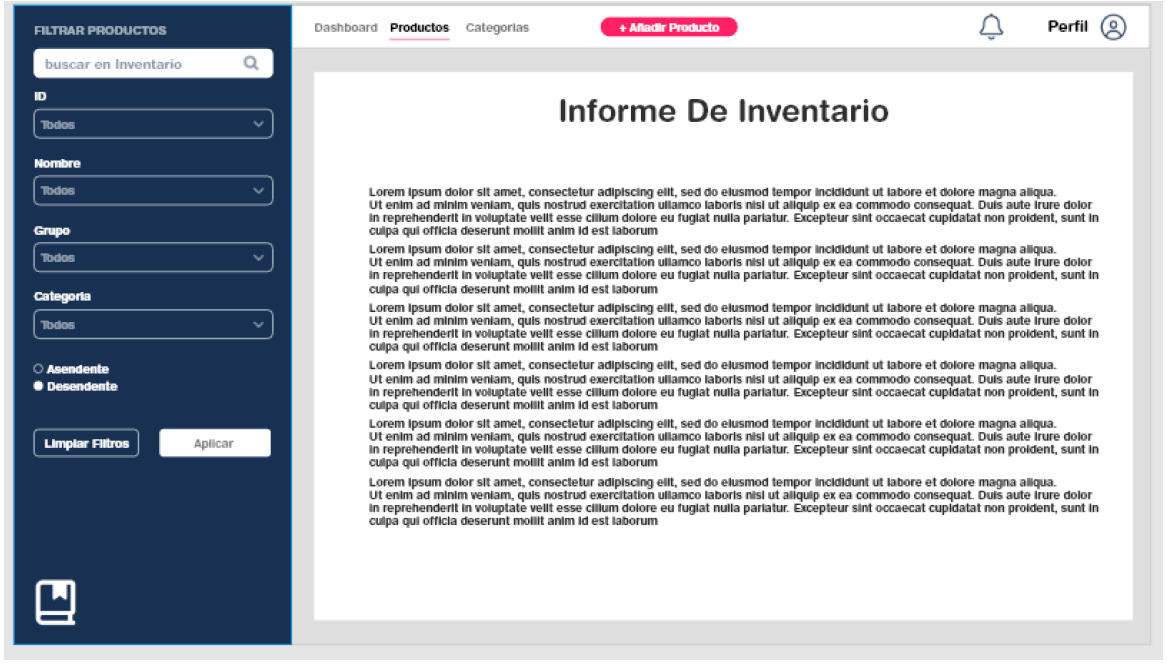 FILTRAR PRODUCTOS
buscar en Inventario
ID
Todos
Nombre
Todos
Grupo
Todos
Categoria
Todos
Asendente
Desendente
Limpiar Filtros
Aplicar
Dashboard Productos Categorias
+ Añadir Producto
Perfil
Informe De Inventario
Lorem ipsum dolor sit amet, consectetur adipiscing elit, sed do eiusmod tempor incididunt ut labore et dolore magna aliqua.
Ut enim ad minim veniam, quis nostrud exercitation ullamco laboris nisi ut aliquip ex ea commodo consequat. Duis aute irure dolor
in reprehenderit in voluptate velit esse cillum dolore eu fugiat nulla pariatur. Excepteur sint occaecat cupidatat non proident, sunt in
culpa qui officia deserunt mollit anim id est laborum
Lorem ipsum dolor sit amet, consectetur adipiscing elit, sed do eiusmod tempor incididunt ut labore et dolore magna aliqua.
Ut enim ad minim veniam, quis nostrud exercitation ullamco laboris nisi ut aliquip ex ea commodo consequat. Duis aute irure dolor
in reprehenderit in voluptate velit esse cillum dolore eu fugiat nulla pariatur. Excepteur sint occaecat cupidatat non proident, sunt in
culpa qui officia deserunt mollit anim id est laborum
Lorem ipsum dolor sit amet, consectetur adipiscing elit, sed do eiusmod tempor incididunt ut labore et dolore magna aliqua.
Ut enim ad minim veniam, quis nostrud exercitation ullamco laboris nisi ut aliquip ex ea commodo consequat. Duis aute irure dolor
in reprehenderit in voluptate velit esse cillum dolore eu fugiat nulla pariatur. Excepteur sint occaecat cupidatat non proident, sunt in
culpa qui officia deserunt mollit anim id est laborum
Lorem ipsum dolor sit amet, consectetur adipiscing elit, sed do eiusmod tempor incididunt ut labore et dolore magna aliqua.
Ut enim ad minim veniam, quis nostrud exercitation ullamco laboris nisi ut aliquip ex ea commodo consequat. Duis aute irure dolor
in reprehenderit in voluptate velit esse cillum dolore eu fugiat nulla pariatur. Excepteur sint occaecat cupidatat non proident, sunt in
culpa qui officia deserunt mollit anim id est laborum
Lorem ipsum dolor sit amet, consectetur adipiscing elit, sed do eiusmod tempor incididunt ut labore et dolore magna aliqua.
Ut enim ad minim veniam, quis nostrud exercitation ullamco laboris nisi ut aliquip ex ea commodo consequat. Duis aute irure dolor
in reprehenderit in voluptate velit esse cillum dolore eu fugiat nulla pariatur. Excepteur sint occaecat cupidatat non proident, sunt in
culpa qui officia deserunt mollit anim id est laborum
Lorem ipsum dolor sit amet, consectetur adipiscing elit, sed do eiusmod tempor incididunt ut labore et dolore magna aliqua.
Ut enim ad minim veniam, quis nostrud exercitation ullamco laboris nisi ut aliquip ex ea commodo consequat. Duis aute irure dolor
in reprehenderit in voluptate velit esse cillum dolore eu fugiat nulla pariatur. Excepteur sint occaecat cupidatat non proident, sunt in
culpa qui officia deserunt mollit anim id est laborum